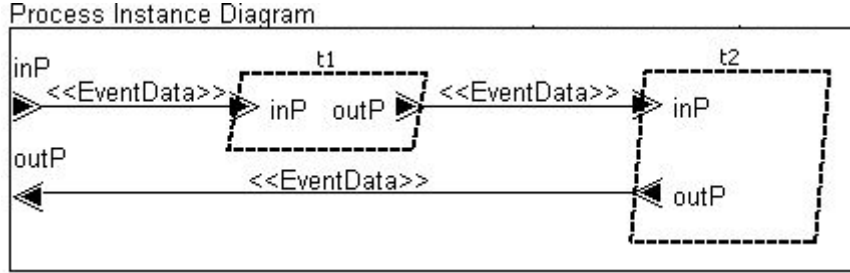 Process Instance Diagram
t1
t2
inP
<<EventData>>
inP outP
<<EventData>>
inP
outP
<<EventData>>
outP